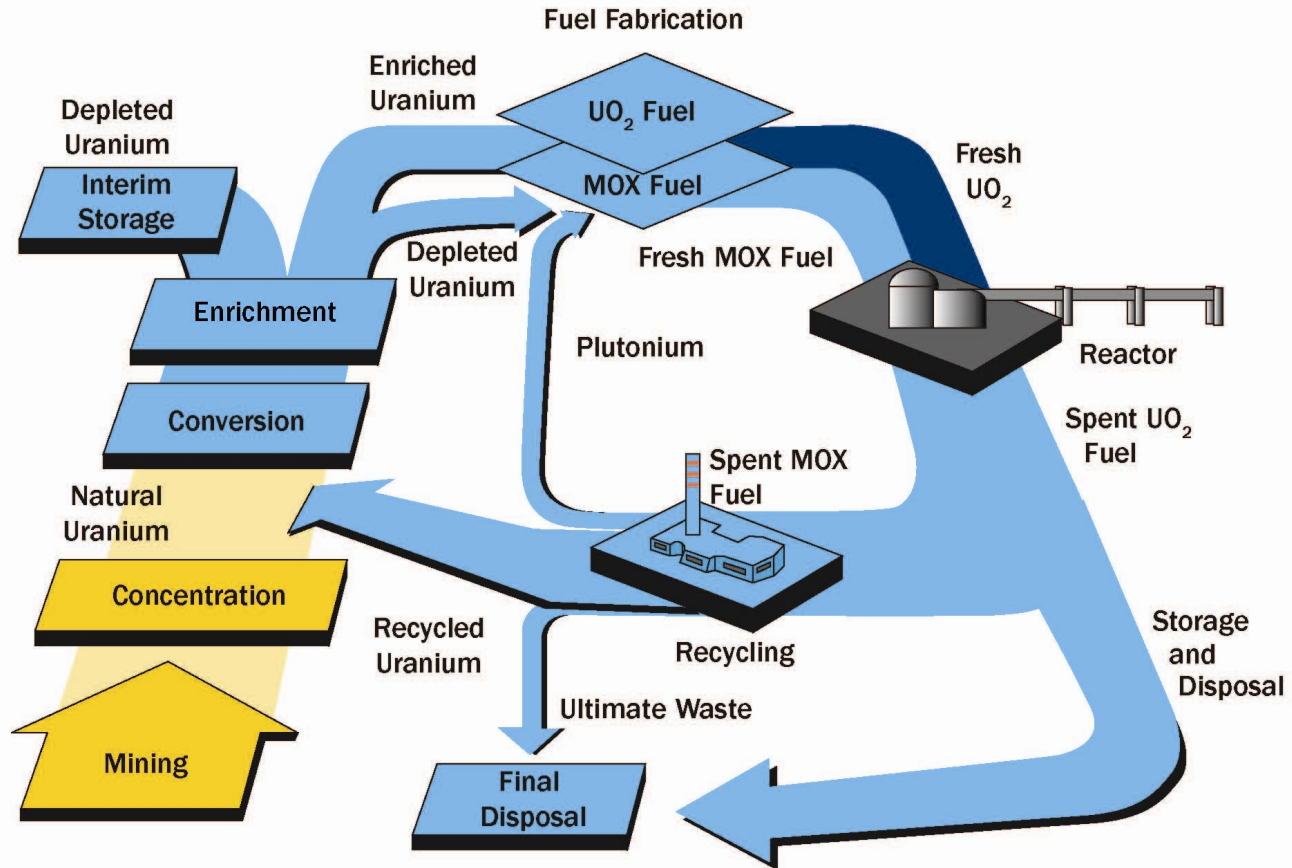 Fuel Fabrication
Enriched
Uranium
UO₂ Fuel
MOX Fuel
Depleted
Uranium
Interim
Storage
Fresh
UO₂
Depleted
Uranium
Fresh MOX Fuel
Enrichment
Plutonium
Reactor
Conversion
Spent UO₂
Fuel
Spent MOX
Fuel
Natural
Uranium
Concentration
Recycled
Uranium
Recycling
Storage
and
Disposal
Ultimate Waste
Mining
Final
Disposal